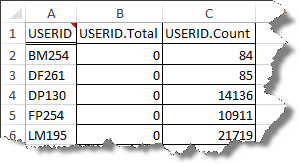 A B C
1 USERID USERID.Total USERID.Count
2 BM254 0 84
3 DF261 0 85
4 DP130 0 14136
5 FP254 0 10911
6 LM195 0 21719